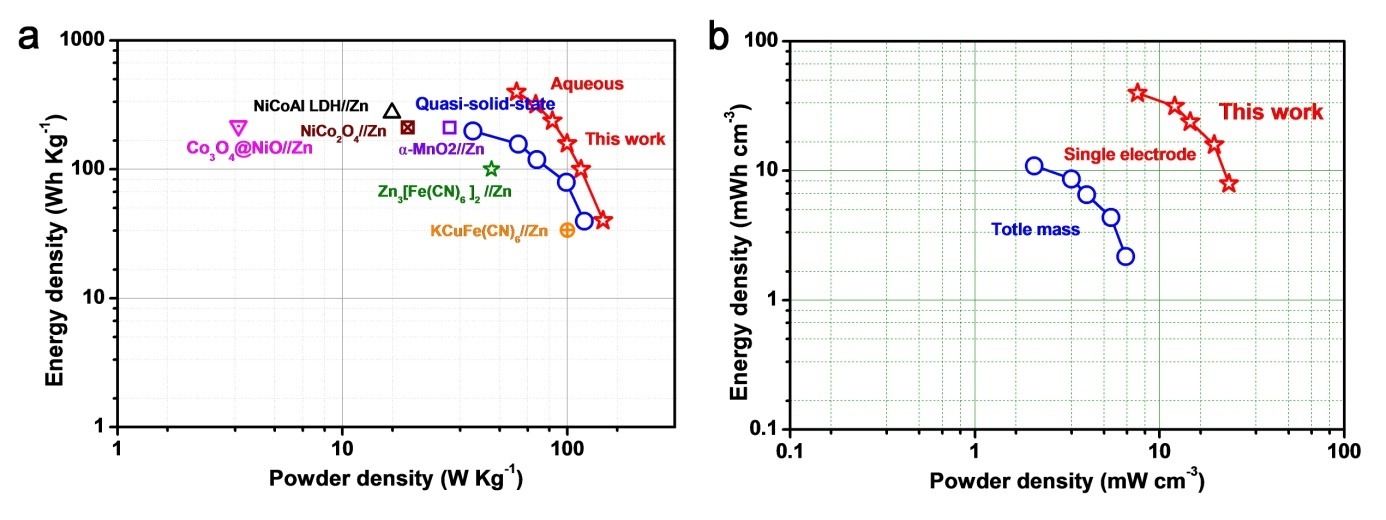 a
1000
100
10
1
1
10
100
Energy density (Wh Kg⁻¹)
Powder density (W Kg⁻¹)
Aqueous
NiCoAl LDH//Zn
Quasi-solid-state
NiCo₂O₄//Zn
This work
Co₃O₄@NiO//Zn
α-MnO2//Zn
Zn₃[Fe(CN)₆]₂ //Zn
KCuFe(CN)₆//Zn
b
100
10
1
0.1
0.1
1
10
100
Energy density (mWh cm⁻³)
Powder density (mW cm⁻³)
This work
Single electrode
Totle mass